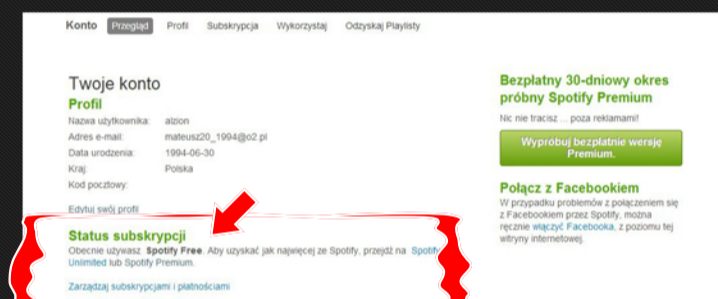 Konto Przegląd Profil Subskrypcja Wykorzystaj Odzyskaj Playlisty
Twoje konto
Profil
Nazwa użytkownika: alzion
Adres e-mail: mateusz20_1994@o2.pl
Data urodzenia: 1994-06-30
Kraj: Polska
Kod pocztowy:
Edytuj swój profil
Status subskrypcji
Obecnie używasz Spotify Free. Aby uzyskać jak najwięcej ze Spotify, przejdź na Spotify
Unlimited lub Spotify Premium.
Zarządzaj subskrypcjami i płatnościami
Bezpłatny 30-dniowy okres
próbny Spotify Premium
Nic nie tracisz ... poza reklamami!
Wypróbuj bezpłatnie wersję
Premium.
Połącz z Facebookiem
W przypadku problemów z połączeniem się
z Facebookiem przez Spotify, można
ręcznie włączyć Facebooka, z poziomu tej
witryny internetowej.